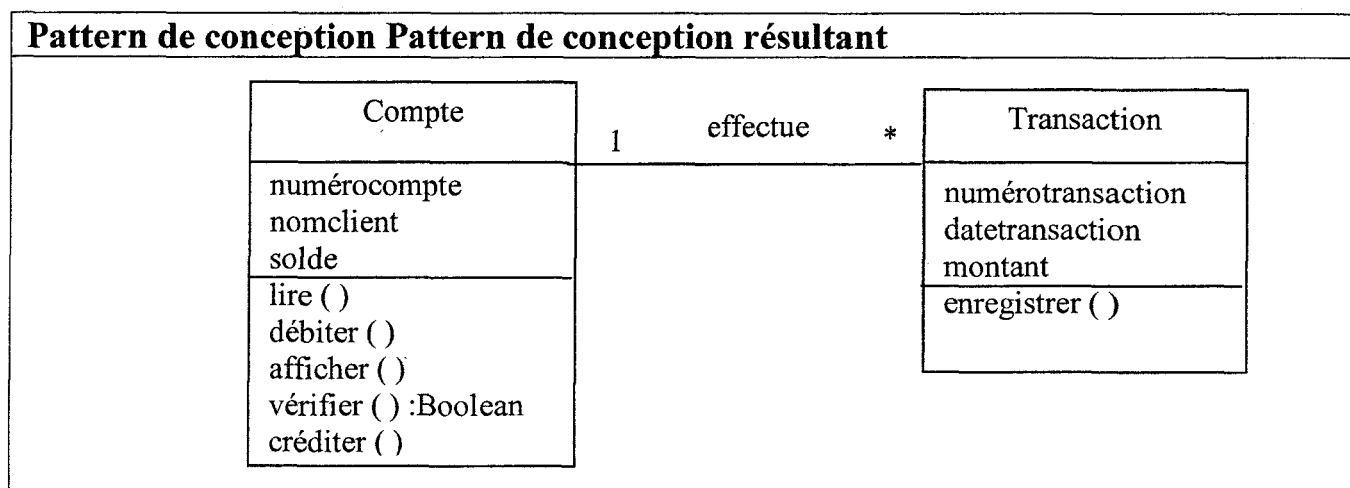 Pattern de conception Pattern de conception résultant
Compte
1 effectue *
Transaction
numérocompte
nomclient
solde
lire ( )
débiter ( )
afficher ( )
vérifier ( ) :Boolean
créditer ( )
numérotransaction
datetransaction
montant
enregistrer ( )